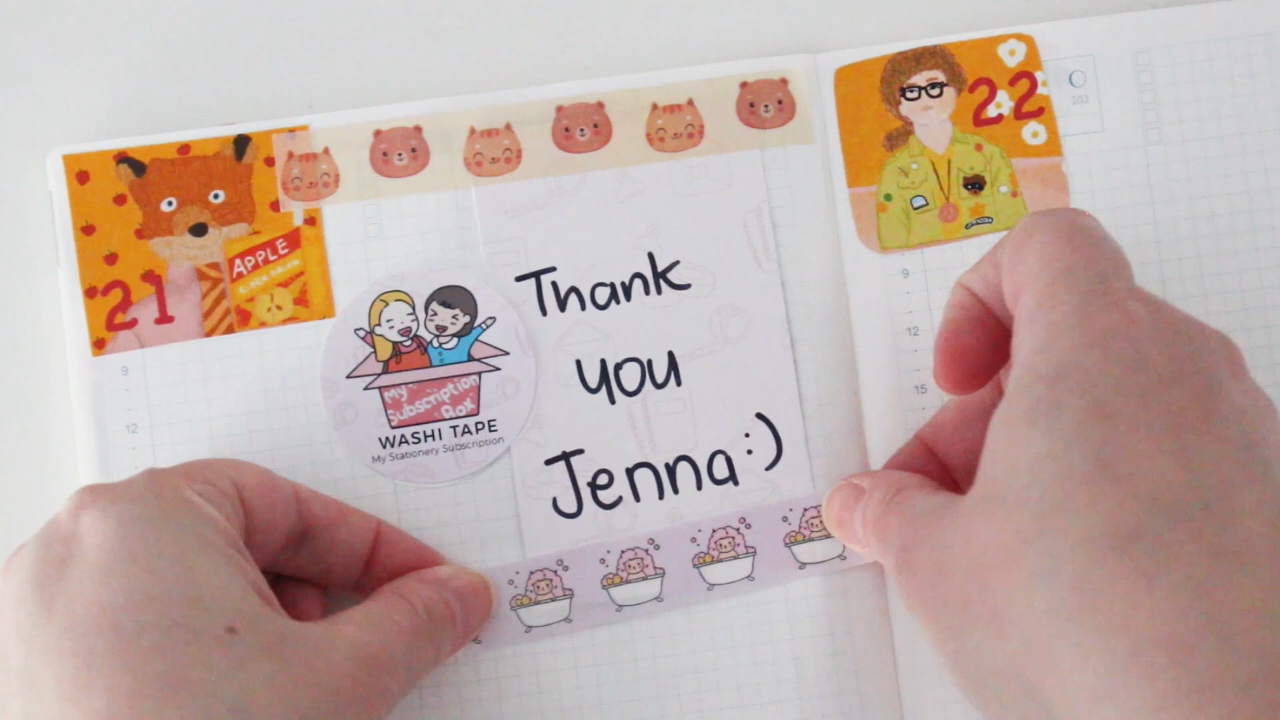 21
APPLE
22
202
9
12
9
12
15
My
Subscription
Box
WASHI TAPE
My Stationery Subscription
Thank
you
Jenna :)